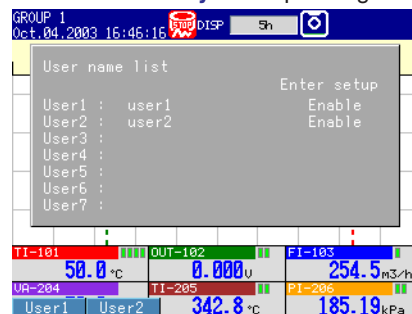 GROUP 1
Oct.04.2003 16:46:16 STOP DISP 5h
User name list
Enter setup
User1 : user1 Enable
User2 : user2 Enable
User3 :
User4 :
User5 :
User6 :
User7 :
TI-101 OUT-102 FI-103
50.0 °C 0.000 V 254.5 m3/h
VA-204 TI-205 PI-206
User1 User2 342.8 °C 185.19 kPa